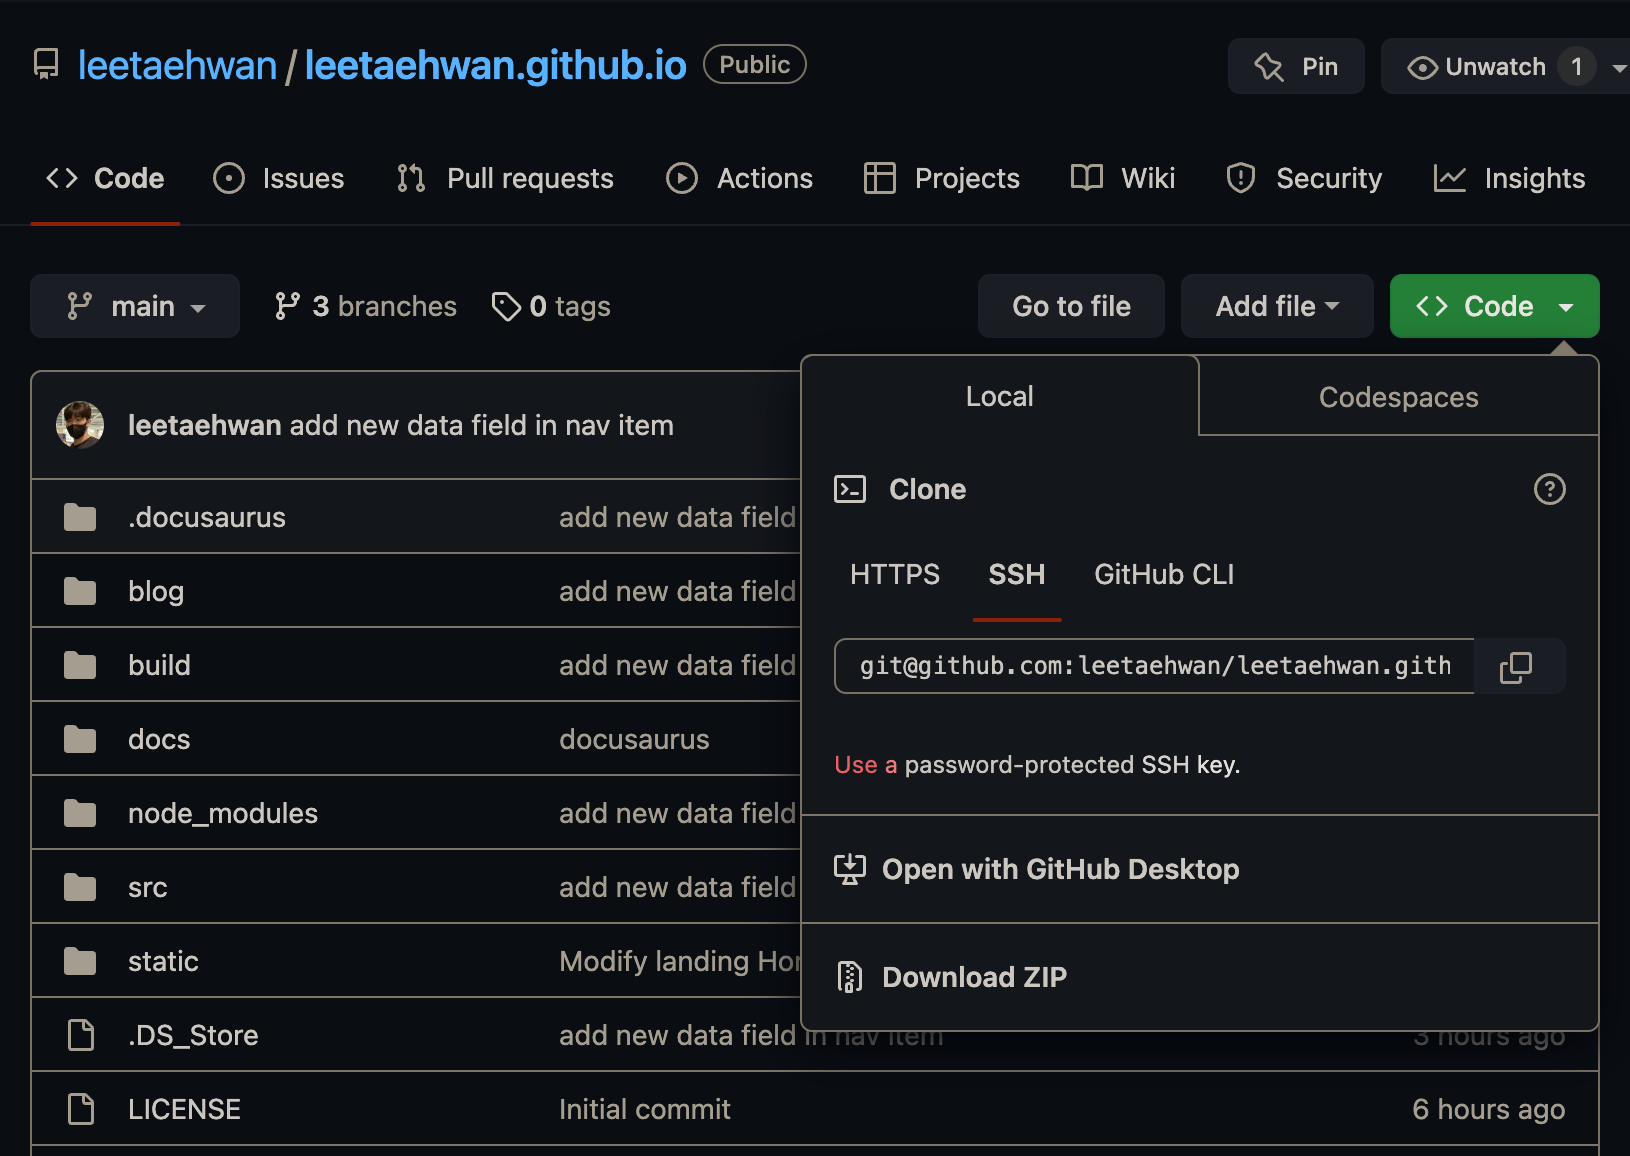 leetaehwan / leetaehwan.github.io Public Pin Unwatch 1
Code Issues Pull requests Actions Projects Wiki Security Insights
main 3 branches 0 tags Go to file Add file Code
leetaehwan add new data field in nav item
.docusaurus add new data field
blog add new data field
build add new data field
docs docusaurus
node_modules add new data field
src add new data field
static Modify landing Hom
.DS_Store add new data field in nav item 3 hours ago
LICENSE Initial commit 6 hours ago
Local Codespaces
Clone
HTTPS SSH GitHub CLI
git@github.com:leetaehwan/leetaehwan.gith
Use a password-protected SSH key.
Open with GitHub Desktop
Download ZIP